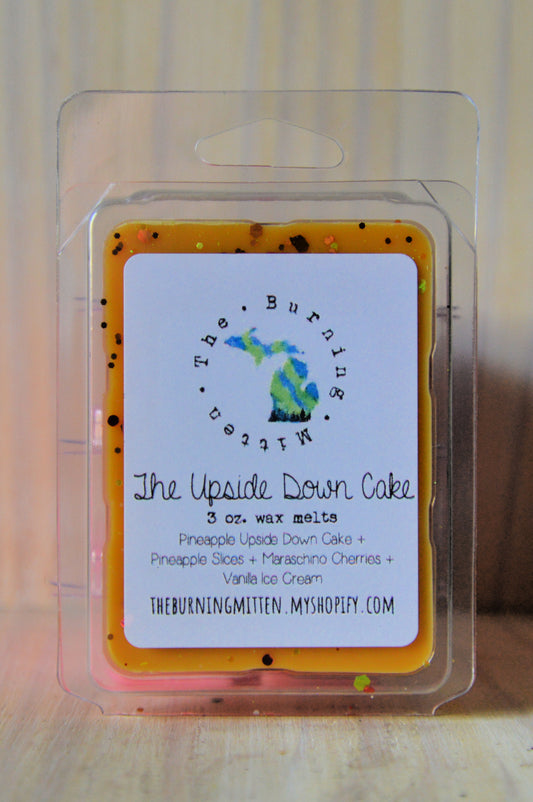 · The · Burning · Mitten
The Upside Down Cake
3 oz. wax melts
Pineapple Upside Down Cake +
Pineapple Slices + Maraschino Cherries +
Vanilla Ice Cream
THEBURNINGMITTEN.MYSHOPIFY.COM